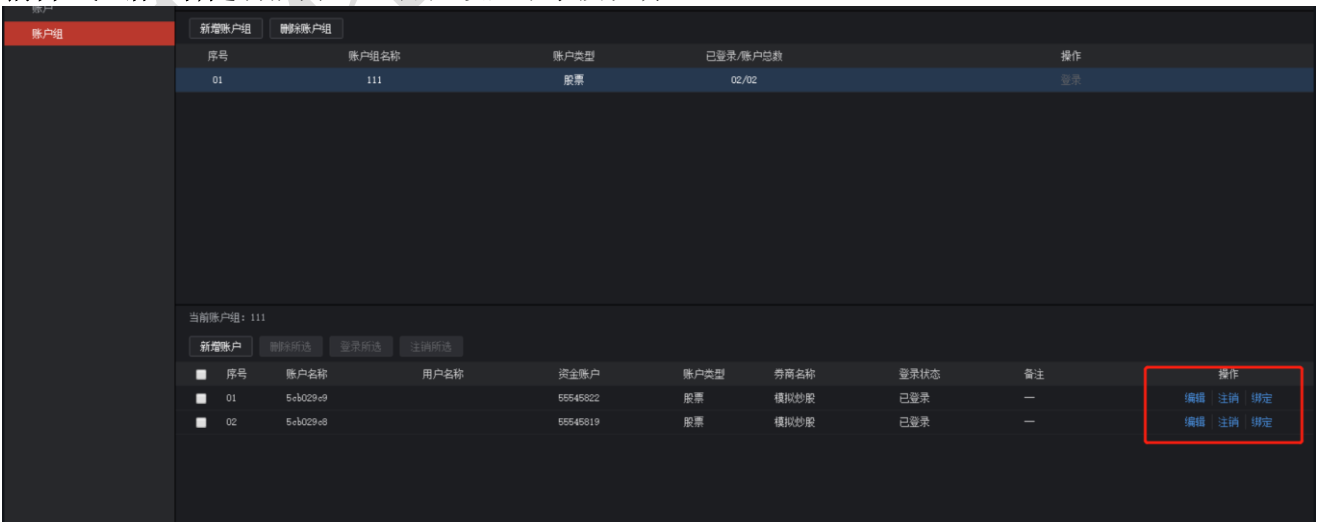 账户
账户组
新增账户组 删除账户组
序号 账户组名称 账户类型 已登录/账户总数 操作
01 111 股票 02/02 登录
当前账户组: 111
新增账户 删除所选 登录所选 注销所选
序号 账户名称 用户名称 资金账户 账户类型 券商名称 登录状态 备注 操作
01 5eb029e9 55545822 股票 模拟炒股 已登录 — 编辑 注销 绑定
02 5eb029e8 55545819 股票 模拟炒股 已登录 — 编辑 注销 绑定